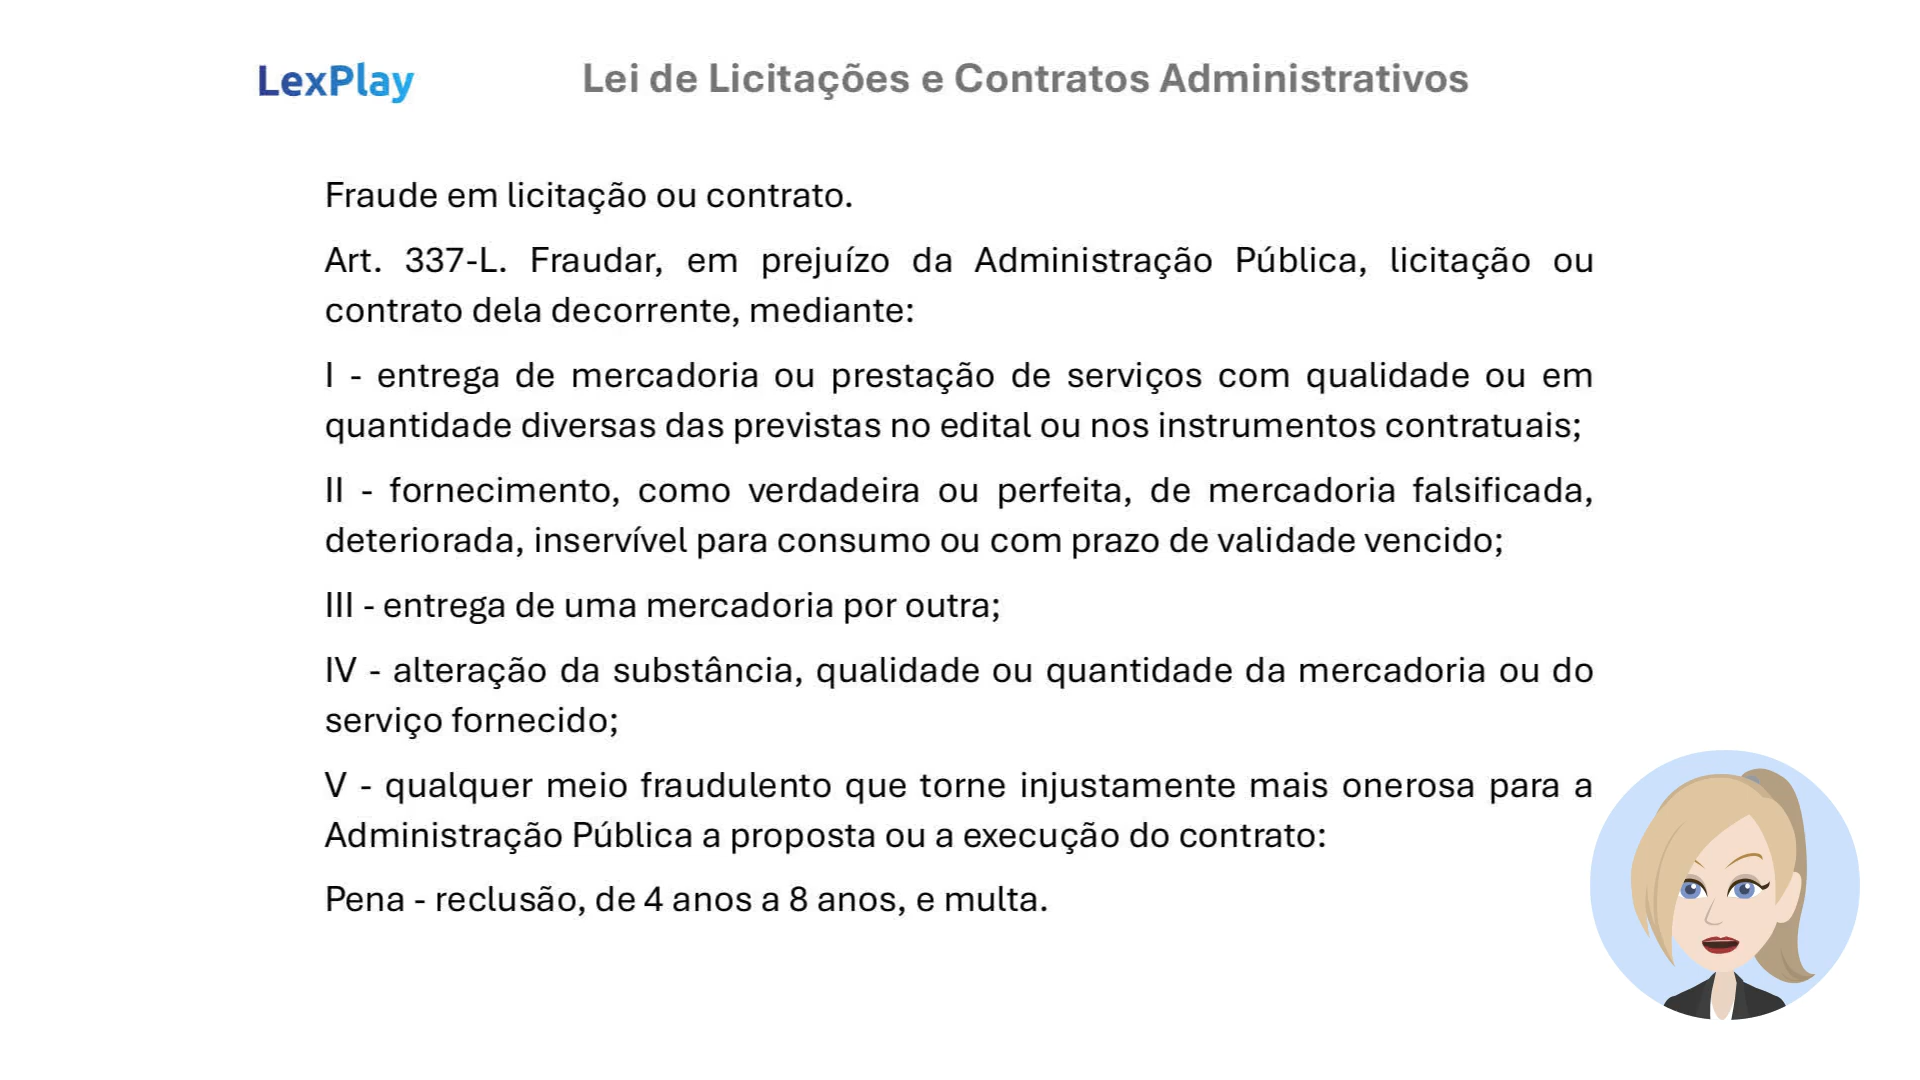 LexPlay
Lei de Licitações e Contratos Administrativos
Fraude em licitação ou contrato.
Art. 337-L. Fraudar, em prejuízo da Administração Pública, licitação ou
contrato dela decorrente, mediante:
I - entrega de mercadoria ou prestação de serviços com qualidade ou em
quantidade diversas das previstas no edital ou nos instrumentos contratuais;
II - fornecimento, como verdadeira ou perfeita, de mercadoria falsificada,
deteriorada, inservível para consumo ou com prazo de validade vencido;
III - entrega de uma mercadoria por outra;
IV - alteração da substância, qualidade ou quantidade da mercadoria ou do
serviço fornecido;
V - qualquer meio fraudulento que torne injustamente mais onerosa para a
Administração Pública a proposta ou a execução do contrato:
Pena - reclusão, de 4 anos a 8 anos, e multa.